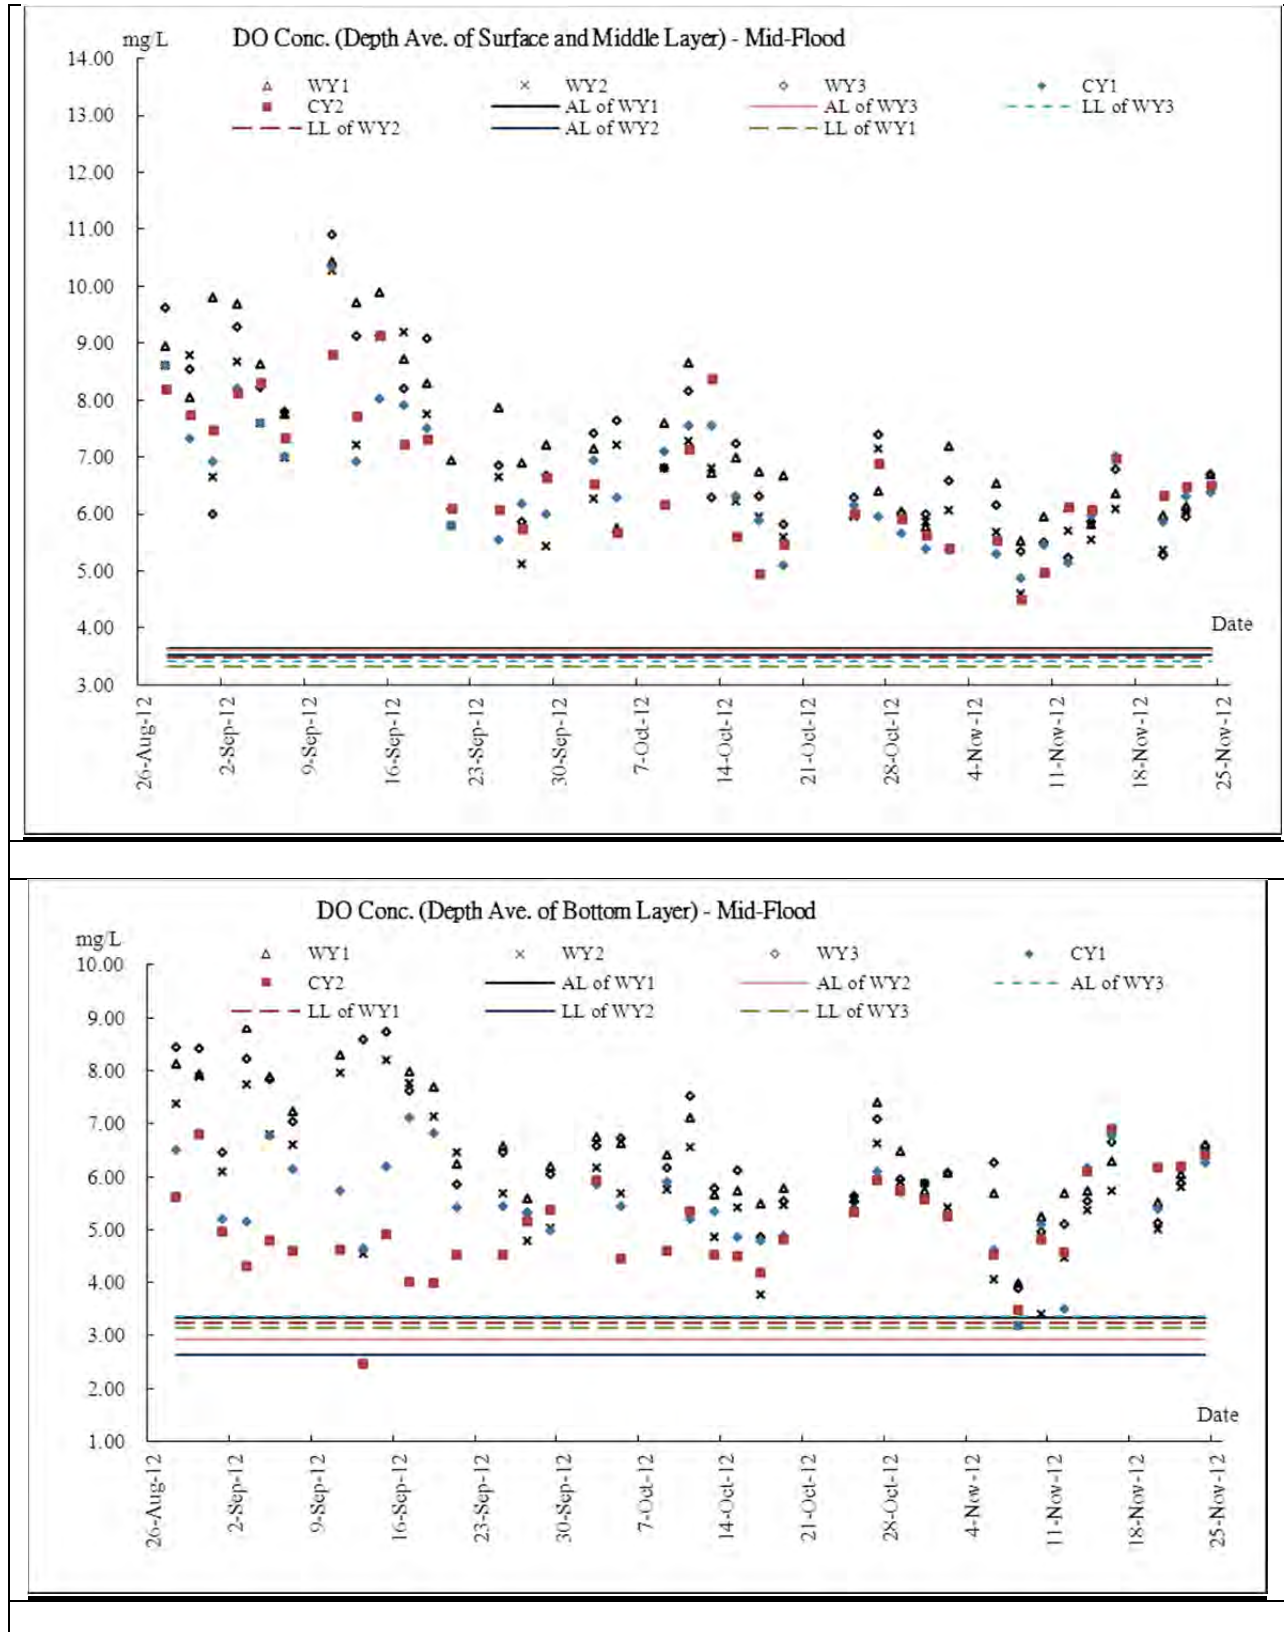 DO Conc. (Depth Ave. of Surface and Middle Layer) - Mid-Flood
mg/L
14.00
WY1 WY2 WY3 CY1
CY2 AL of WY1 AL of WY3 LL of WY3
LL of WY2 AL of WY2 LL of WY1
13.00
12.00
11.00
10.00
9.00
8.00
7.00
6.00
5.00
4.00
3.00
Date
26-Aug-12
2-Sep-12
9-Sep-12
16-Sep-12
23-Sep-12
30-Sep-12
7-Oct-12
14-Oct-12
21-Oct-12
28-Oct-12
4-Nov-12
11-Nov-12
18-Nov-12
25-Nov-12
DO Conc. (Depth Ave. of Bottom Layer) - Mid-Flood
mg/L
10.00
WY1 WY2 WY3 CY1
CY2 AL of WY1 AL of WY2 AL of WY3
LL of WY1 LL of WY2 LL of WY3
9.00
8.00
7.00
6.00
5.00
4.00
3.00
2.00
1.00
Date
26-Aug-12
2-Sep-12
9-Sep-12
16-Sep-12
23-Sep-12
30-Sep-12
7-Oct-12
14-Oct-12
21-Oct-12
28-Oct-12
4-Nov-12
11-Nov-12
18-Nov-12
25-Nov-12